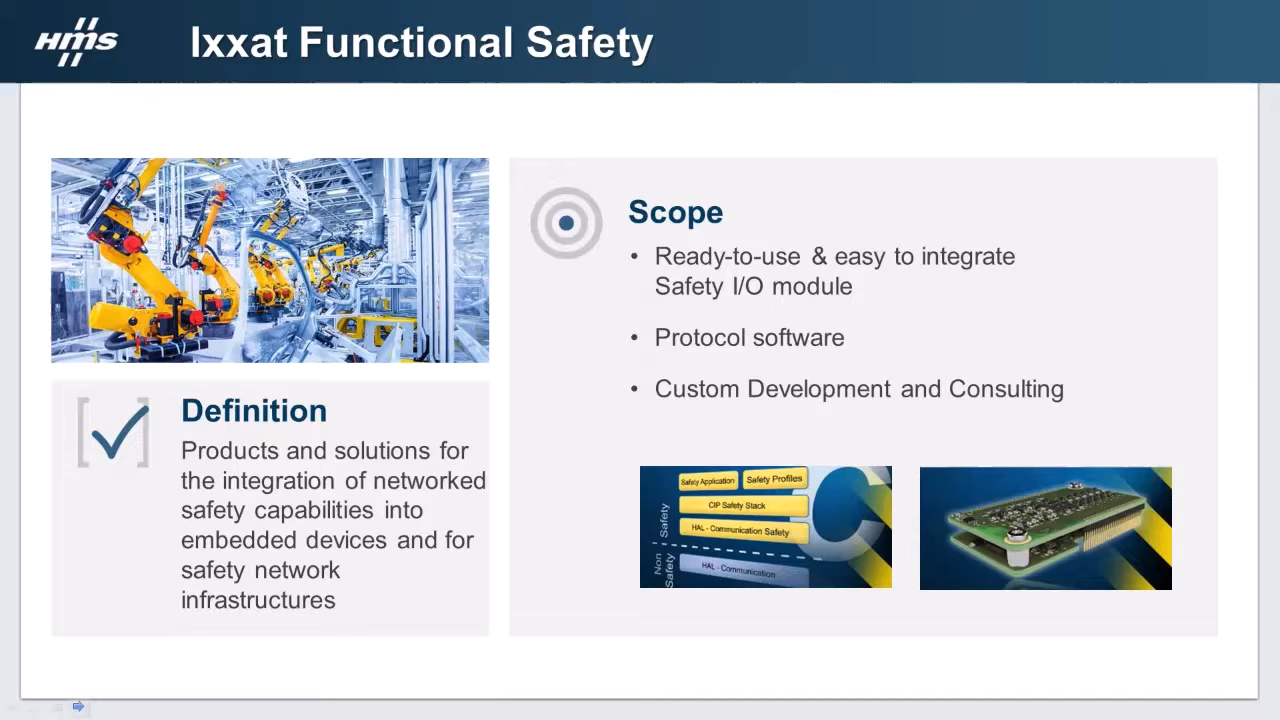 HMS
Ixxat Functional Safety
Definition
Products and solutions for
the integration of networked
safety capabilities into
embedded devices and for
safety network
infrastructures
Scope
• Ready-to-use & easy to integrate
Safety I/O module
• Protocol software
• Custom Development and Consulting
Safety Application
Safety Profiles
CIP Safety Stack
HAL - Communication Safety
HAL - Communication
Safety
Non
Safety
C